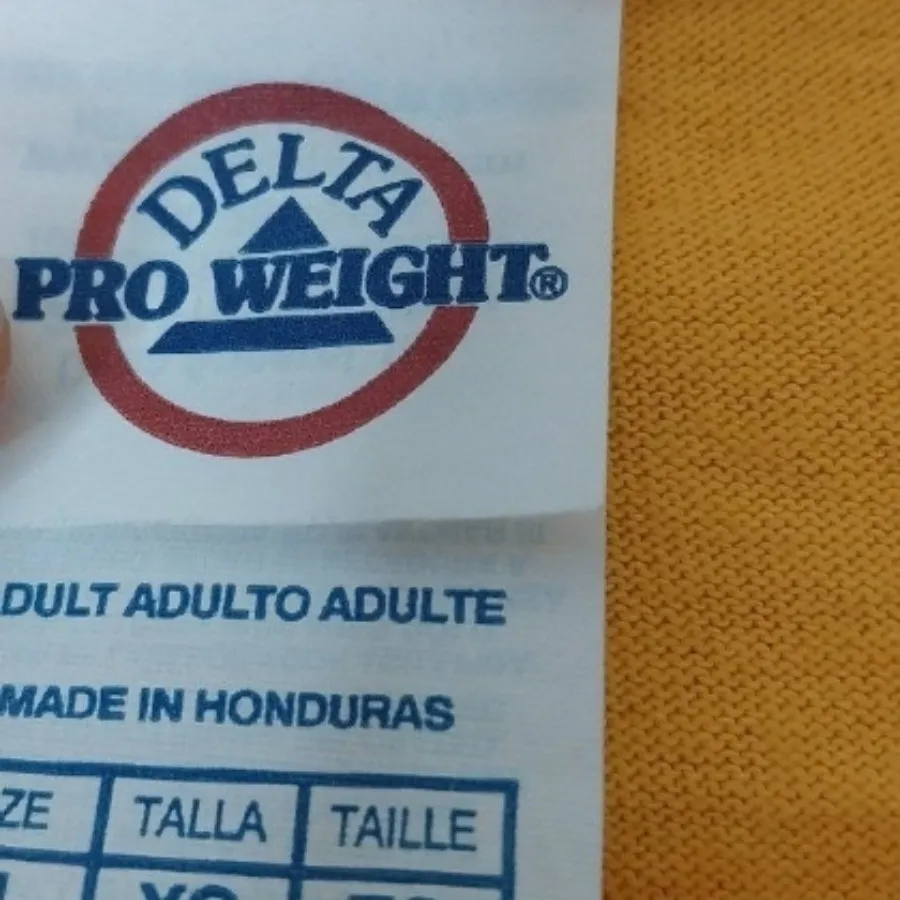 DELTA
PRO WEIGHT®
DULT ADULTO ADULTE
MADE IN HONDURAS
ZE TALLA TAILLE